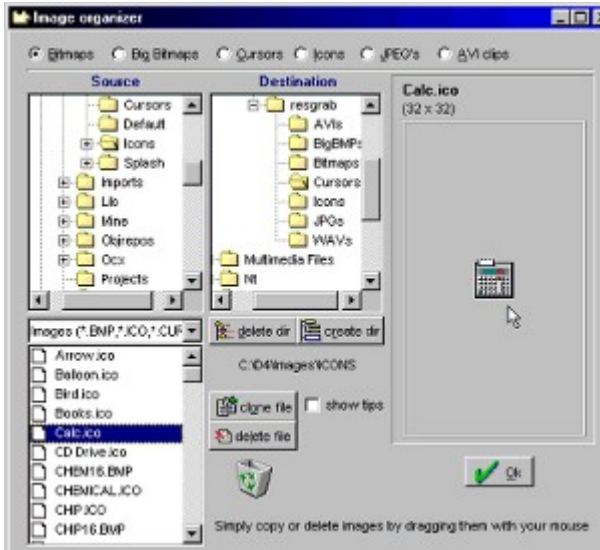 Image organizer
Bitmaps Big Bitmaps Cursors Icons JPEG's AVI clips
Source
Destination
Calc.ico
(32 x 32)
Cursors
Default
Icons
Splash
Imports
Lib
Mine
Objrepos
Ocx
Projects
resgrab
AVIs
BigBMPs
Bitmaps
Cursors
Icons
JPGs
WAVs
Multimedia Files
Nt
Images (*.BMP,*.ICO,*.CUR
delete dir
create dir
C:\D4\Images\ICONS
Arrow.ico
Balloon.ico
Bird.ico
Books.ico
Calc.ico
CD Drive.ico
CHEM16.BMP
CHEMICAL.ICO
CHIP.ICO
CHIP16.BMP
clone file
show tips
delete file
Ok
Simply copy or delete images by dragging them with your mouse